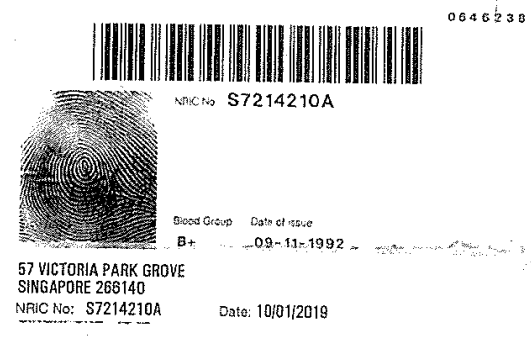 0646238
NRIC No S7214210A
Blood Group Date of issue
B+ 09-11-1992
57 VICTORIA PARK GROVE
SINGAPORE 266140
NRIC No: S7214210A Date: 10/01/2019